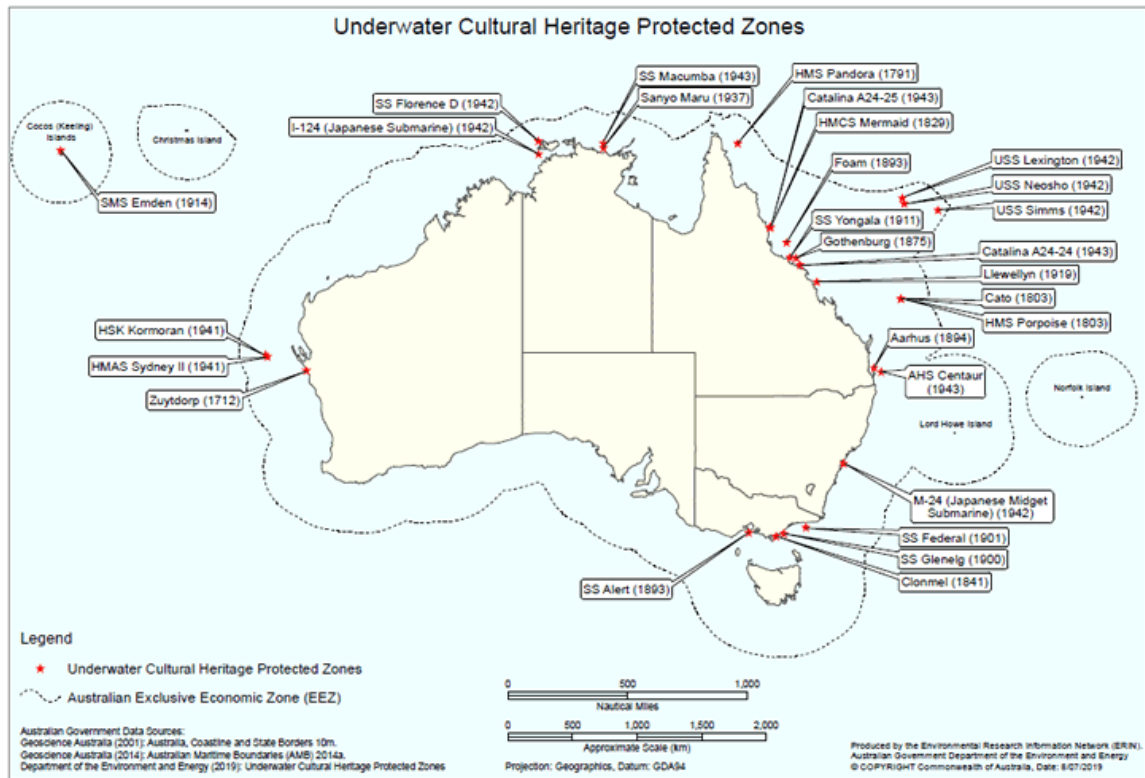 Underwater Cultural Heritage Protected Zones
SS Macumba (1943)
HMS Pandora (1791)
SS Florence D (1942)
Sanyo Maru (1937)
Catalina A24-25 (1943)
I-124 (Japanese Submarine) (1942)
HMCS Mermaid (1829)
Cocos (Keeling)
Islands
Christmas Island
Foam (1893)
USS Lexington (1942)
USS Neosho (1942)
SMS Emden (1914)
USS Simms (1942)
SS Yongala (1911)
Gothenburg (1875)
Catalina A24-24 (1943)
Llewellyn (1919)
Cato (1803)
HMS Porpoise (1803)
HSK Kormoran (1941)
Aarhus (1894)
HMAS Sydney II (1941)
AHS Centaur
(1943)
Norfolk Island
Zuytdorp (1712)
Lord Howe Island
M-24 (Japanese Midget
Submarine) (1942)
SS Federal (1901)
SS Glenelg (1900)
SS Alert (1893)
Clonmel (1841)
Legend
Underwater Cultural Heritage Protected Zones
Australian Exclusive Economic Zone (EEZ)
0 500 1,000
Nautical Miles
0 500 1,000 1,500 2,000
Approximate Scale (km)
Australian Government Data Sources:
Geoscience Australia (2001): Australia, Coastline and State Borders 10m.
Geoscience Australia (2014): Australian Maritime Boundaries (AMB) 2014a.
Department of the Environment and Energy (2019): Underwater Cultural Heritage Protected Zones
Projection: Geographics, Datum: GDA94
Produced by the Environmental Research Information Network (ERIN).
Australian Government Department of the Environment and Energy
© COPYRIGHT Commonwealth of Australia, Date: 8/07/2019